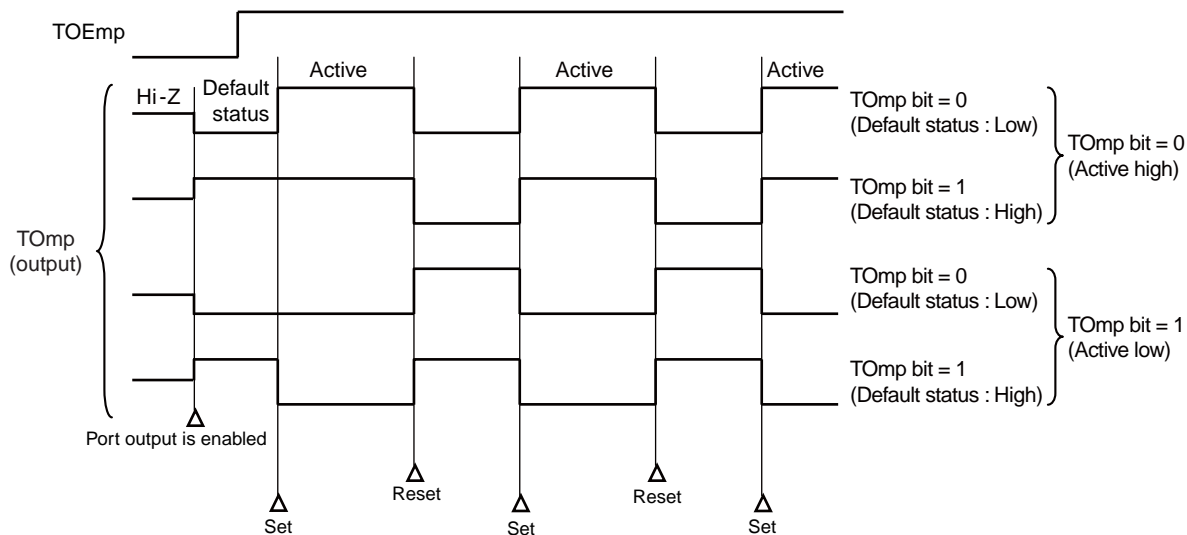 TOEmp
Hi-Z
Default
status
Active
Active
Active
TOmp
(output)
TOmp bit = 0
(Default status : Low)
TOmp bit = 1
(Default status : High)
TOmp bit = 0
(Active high)
TOmp bit = 0
(Default status : Low)
TOmp bit = 1
(Default status : High)
TOmp bit = 1
(Active low)
Port output is enabled
Set
Reset
Set
Reset
Set